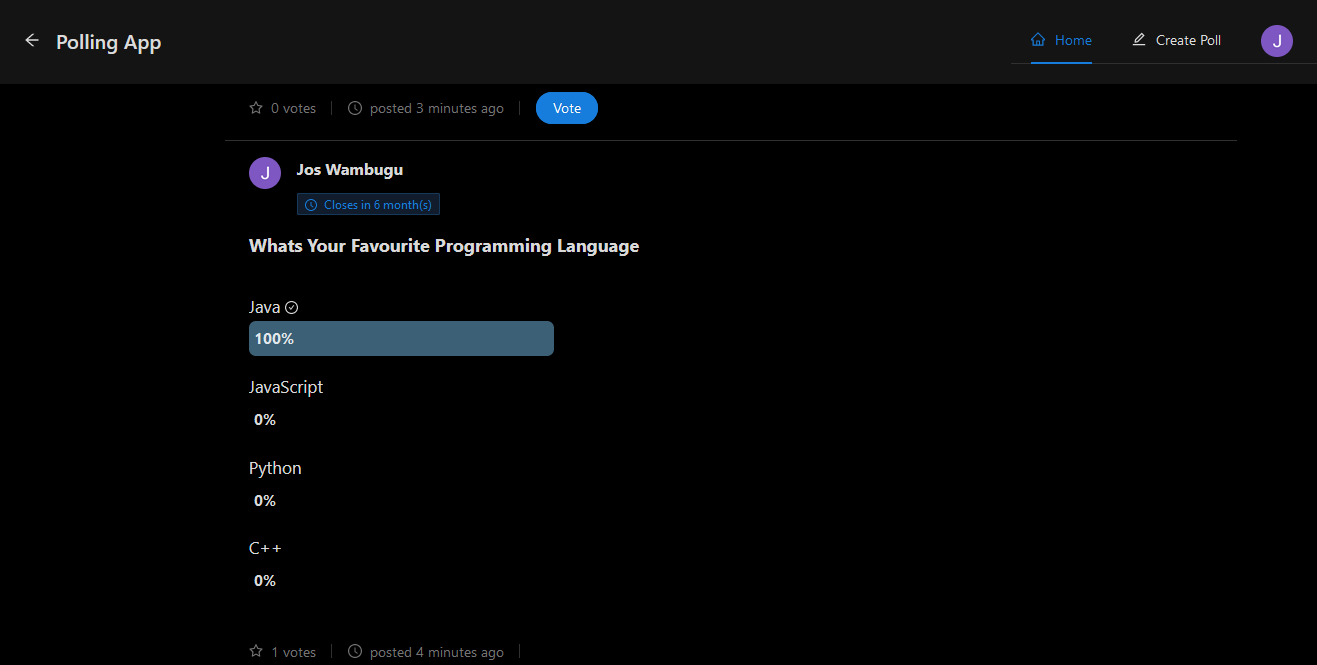 Polling App
Home
Create Poll
J
0 votes
posted 3 minutes ago
Vote
J
Jos Wambugu
Closes in 6 month(s)
Whats Your Favourite Programming Language
Java
100%
JavaScript
0%
Python
0%
C++
0%
1 votes
posted 4 minutes ago